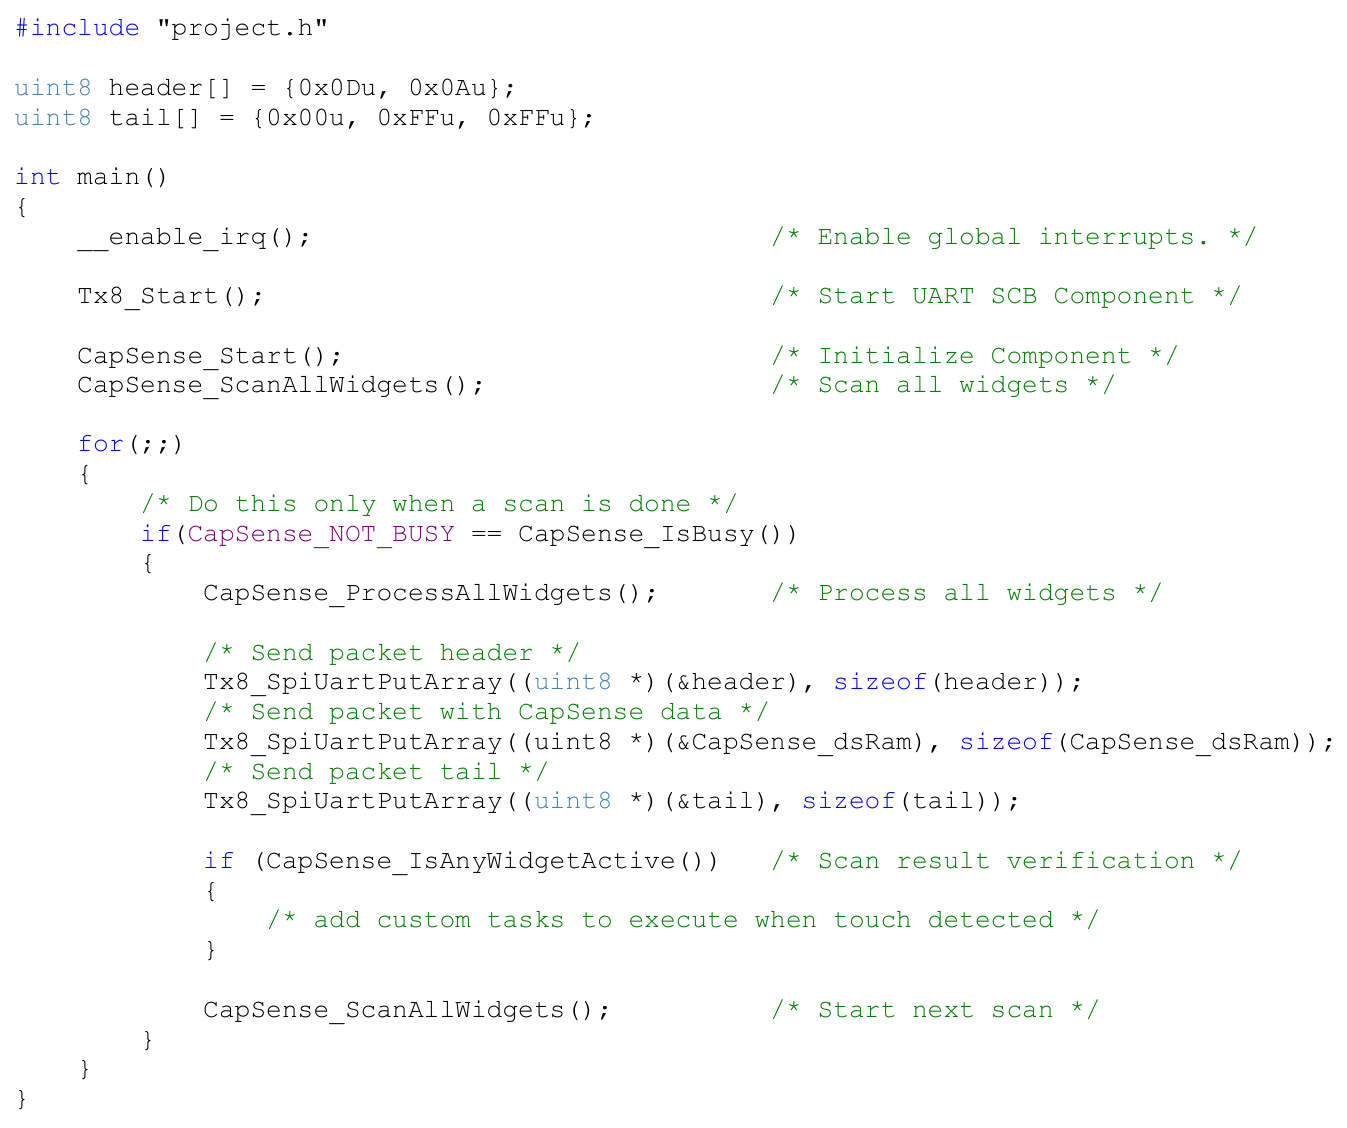 #include "project.h"
uint8 header[] = {0x0Du, 0x0Au};
uint8 tail[] = {0x00u, 0xFFu, 0xFFu};
int main()
{
    __enable_irq();                             /* Enable global interrupts. */
    Tx8_Start();                                /* Start UART SCB Component */
    CapSense_Start();                           /* Initialize Component */
    CapSense_ScanAllWidgets();                  /* Scan all widgets */
    for(;;)
    {
        /* Do this only when a scan is done */
        if(CapSense_NOT_BUSY == CapSense_IsBusy())
        {
            CapSense_ProcessAllWidgets();       /* Process all widgets */
            /* Send packet header */
            Tx8_SpiUartPutArray((uint8 *)(&header), sizeof(header));
            /* Send packet with CapSense data */
            Tx8_SpiUartPutArray((uint8 *)(&CapSense_dsRam), sizeof(CapSense_dsRam));
            /* Send packet tail */
            Tx8_SpiUartPutArray((uint8 *)(&tail), sizeof(tail));
            if (CapSense_IsAnyWidgetActive())   /* Scan result verification */
            {
                /* add custom tasks to execute when touch detected */
            }
            CapSense_ScanAllWidgets();          /* Start next scan */
        }
    }
}